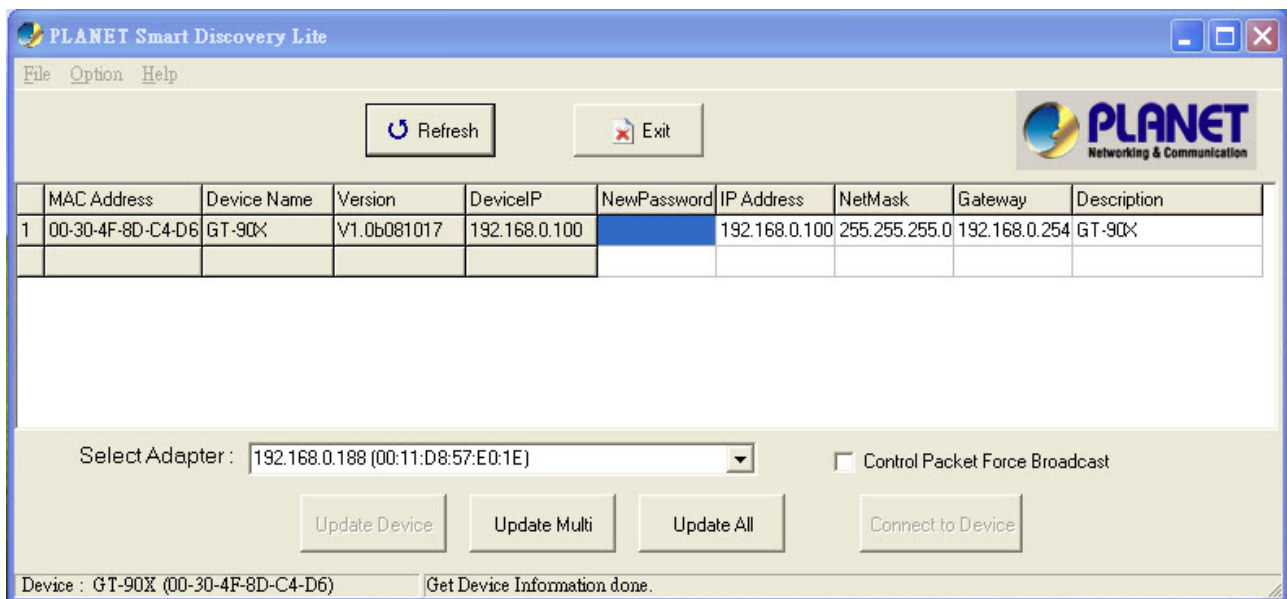 PLANET Smart Discovery Lite
File Option Help
Refresh Exit
PLANET
Networking & Communication
MAC Address Device Name Version DeviceIP NewPassword IP Address NetMask Gateway Description
1 00-30-4F-8D-C4-D6 GT-90X V1.0b081017 192.168.0.100 192.168.0.100 255.255.255.0 192.168.0.254 GT-90X
Select Adapter : 192.168.0.188 (00:11:D8:57:E0:1E) Control Packet Force Broadcast
Update Device Update Multi Update All Connect to Device
Device : GT-90X (00-30-4F-8D-C4-D6) Get Device Information done.